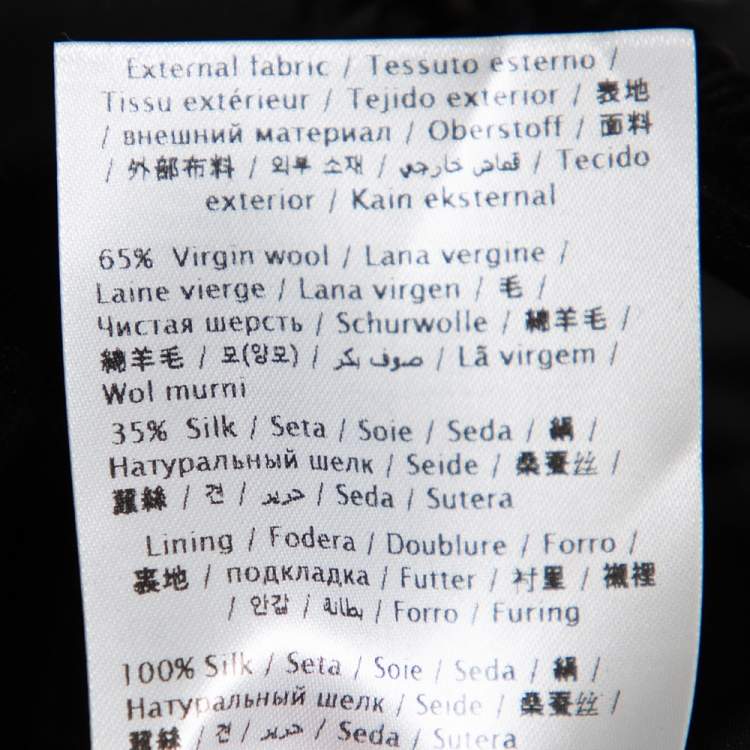 External fabric / Tessuto esterno /
Tissu extérieur / Tejido exterior / 表地
/ внешний материал / Oberstoff / 面料
/ 外部布料 / 외부 소재 / قماش خارجي / Tecido
exterior / Kain eksternal
65% Virgin wool / Lana vergine /
Laine vierge / Lana virgen / 毛 /
Чистая шерсть / Schurwolle / 綿羊毛 /
綿羊毛 / 모(양모) / صوف بكر / Lã virgem /
Wol murni
35% Silk / Seta / Soie / Seda / 絹 /
Натуральный шелк / Seide / 桑蚕丝 /
蠶絲 / 견 / حرير / Seda / Sutera
Lining / Fodera / Doublure / Forro /
裏地 / подкладка / Futter / 衬里 / 襯裡
/ 안감 / بطانة / Forro / Furing
100% Silk / Seta / Soie / Seda / 絹 /
Натуральный шелк / Seide / 桑蚕丝 /
蠶絲 / 견 / حرير / Seda / Sutera